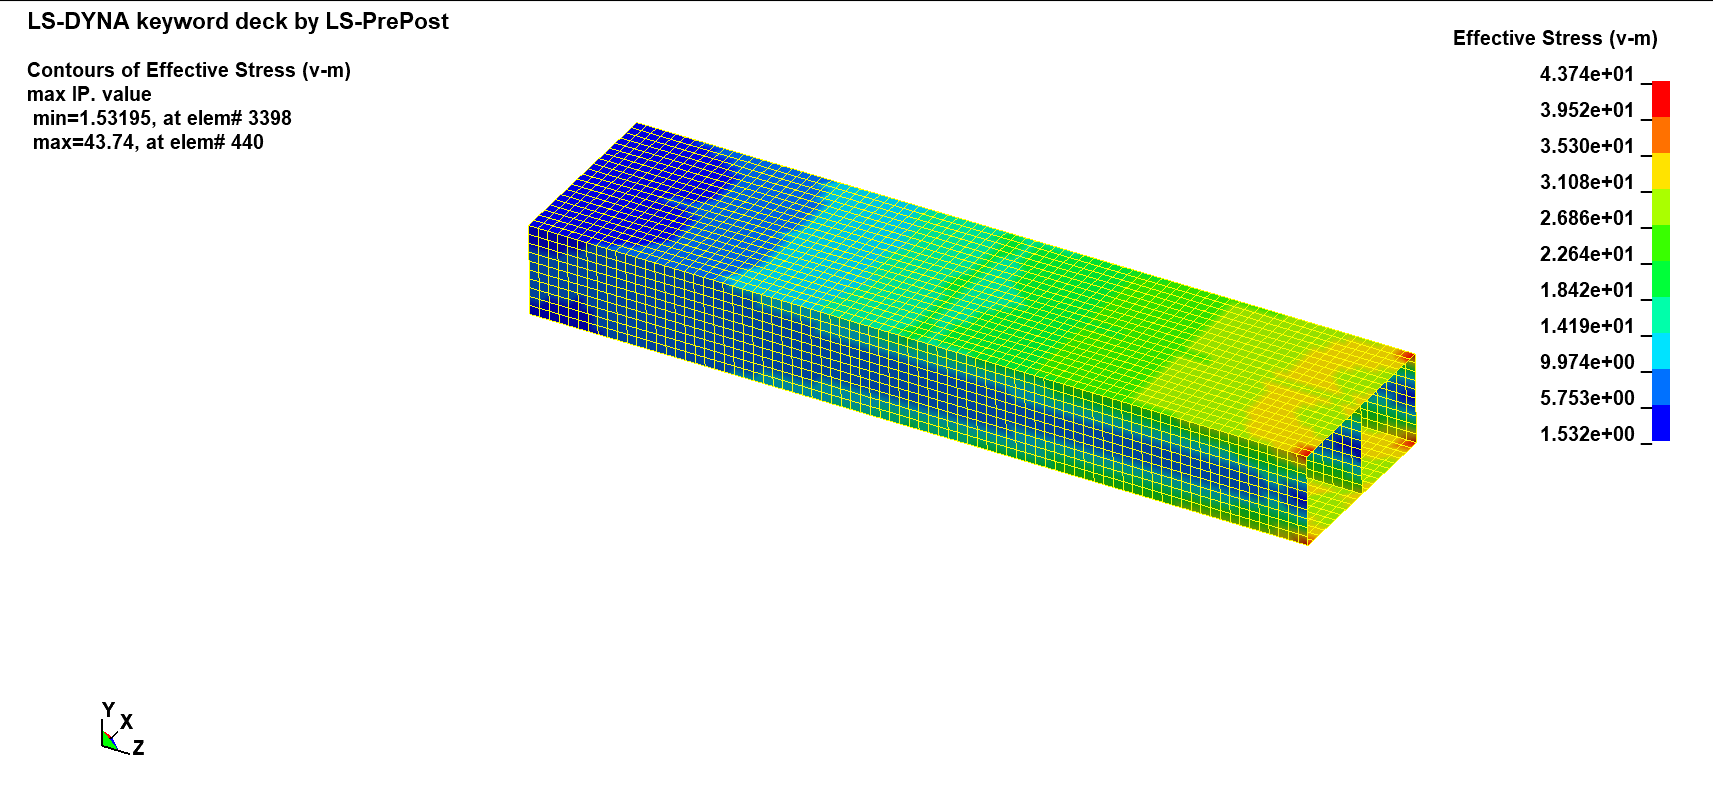 LS-DYNA keyword deck by LS-PrePost
Contours of Effective Stress (v-m)
max IP. value
min=1.53195, at elem# 3398
max=43.74, at elem# 440
Effective Stress (v-m)
4.374e+01
3.952e+01
3.530e+01
3.108e+01
2.686e+01
2.264e+01
1.842e+01
1.419e+01
9.974e+00
5.753e+00
1.532e+00
Y
X
Z